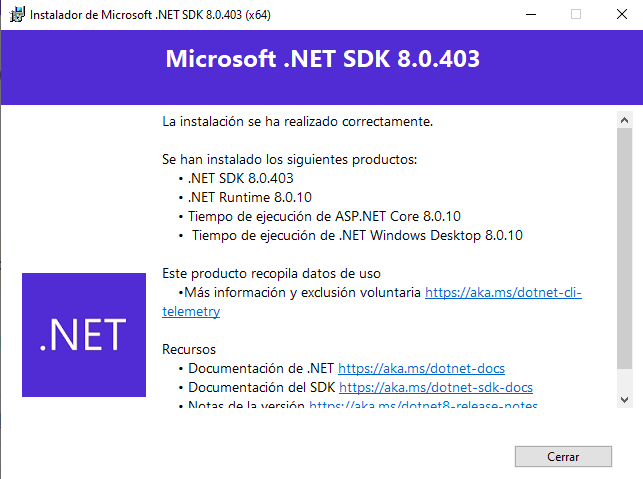 Instalador de Microsoft .NET SDK 8.0.403 (x64)
Microsoft .NET SDK 8.0.403
La instalación se ha realizado correctamente.
Se han instalado los siguientes productos:
• .NET SDK 8.0.403
• .NET Runtime 8.0.10
• Tiempo de ejecución de ASP.NET Core 8.0.10
• Tiempo de ejecución de .NET Windows Desktop 8.0.10
Este producto recopila datos de uso
•Más información y exclusión voluntaria https://aka.ms/dotnet-cli-
telemetry
.NET
Recursos
• Documentación de .NET https://aka.ms/dotnet-docs
• Documentación del SDK https://aka.ms/dotnet-sdk-docs
• Notas de la versión https://aka.ms/dotnet8-release-notes
Cerrar